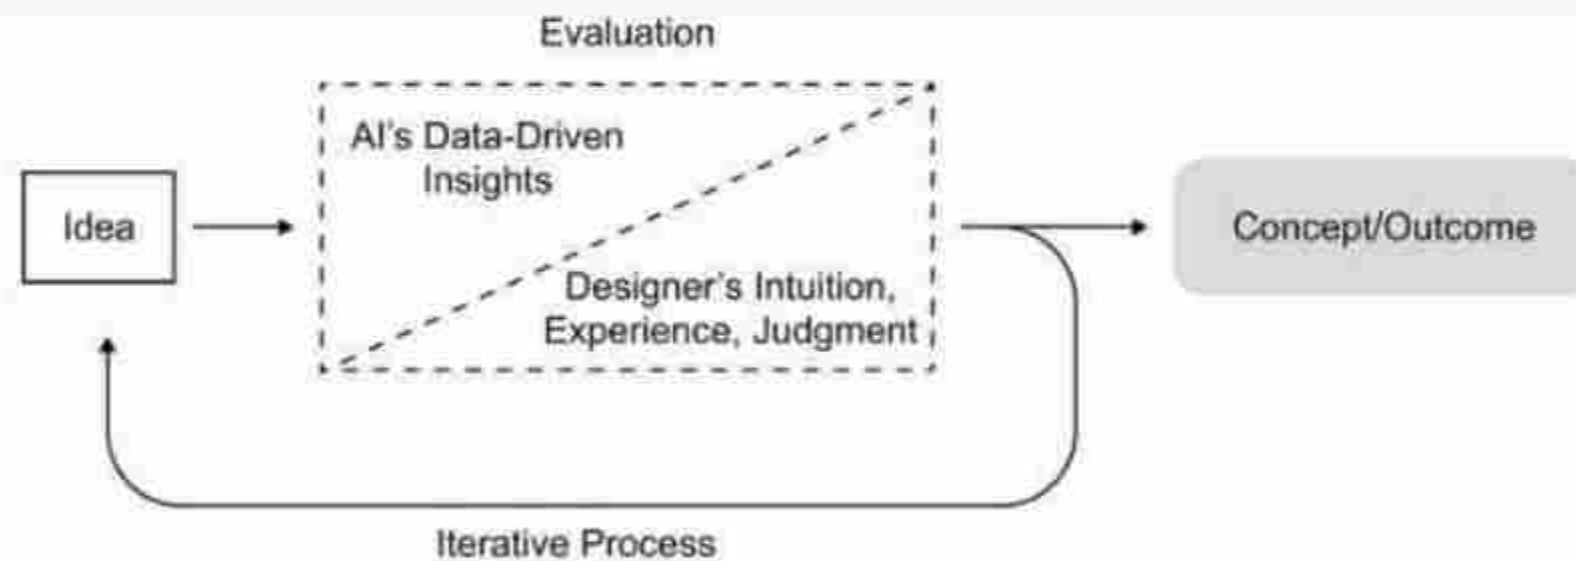 Evaluation
AI's Data-Driven
Insights
Idea
Concept/Outcome
Designer's Intuition,
Experience, Judgment
Iterative Process